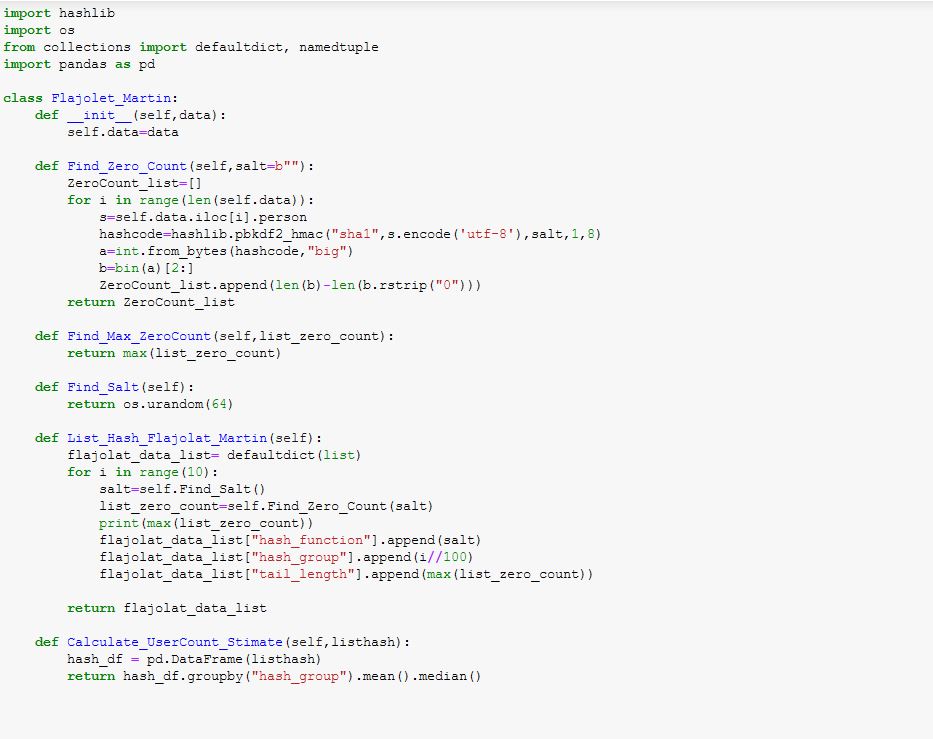 import hashlib
import os
from collections import defaultdict, namedtuple
import pandas as pd
class Flajolet_Martin:
    def __init__(self,data):
        self.data=data
    def Find_Zero_Count(self,salt=b""):
        ZeroCount_list=[]
        for i in range(len(self.data)):
            s=self.data.iloc[i].person
            hashcode=hashlib.pbkdf2_hmac("sha1",s.encode('utf-8'),salt,1,8)
            a=int.from_bytes(hashcode,"big")
            b=bin(a)[2:]
            ZeroCount_list.append(len(b)-len(b.rstrip("0")))
        return ZeroCount_list
    def Find_Max_ZeroCount(self,list_zero_count):
        return max(list_zero_count)
    def Find_Salt(self):
        return os.urandom(64)
    def List_Hash_Flajolat_Martin(self):
        flajolat_data_list= defaultdict(list)
        for i in range(10):
            salt=self.Find_Salt()
            list_zero_count=self.Find_Zero_Count(salt)
            print(max(list_zero_count))
            flajolat_data_list["hash_function"].append(salt)
            flajolat_data_list["hash_group"].append(i//100)
            flajolat_data_list["tail_length"].append(max(list_zero_count))
        return flajolat_data_list
    def Calculate_UserCount_Stimate(self,listhash):
        hash_df = pd.DataFrame(listhash)
        return hash_df.groupby("hash_group").mean().median()